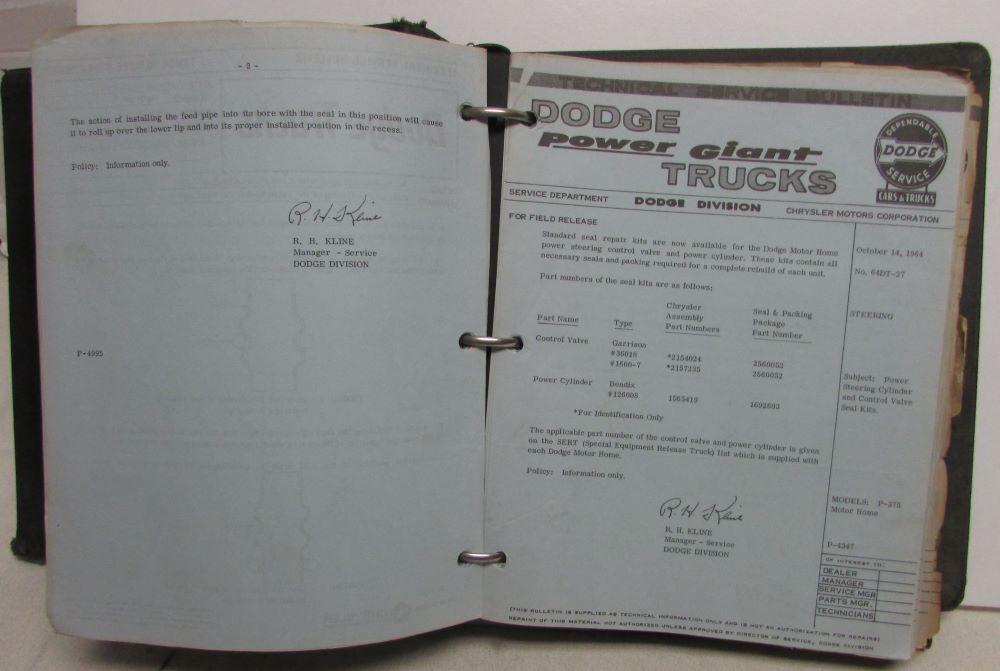 - 2 -
The action of installing the feed pipe into its bore with the seal in this position will cause
it to roll up over the lower lip and into its proper installed position in the recess.
Policy: Information only.
R. H. Kline
R. H. KLINE
Manager - Service
DODGE DIVISION
P-4995
TECHNICAL SERVICE BULLETIN
DODGE
Power Giant
TRUCKS
DEPENDABLE
DODGE
SERVICE
CARS & TRUCKS
SERVICE DEPARTMENT DODGE DIVISION CHRYSLER MOTORS CORPORATION
FOR FIELD RELEASE
Standard seal repair kits are now available for the Dodge Motor Home
power steering control valve and power cylinder. These kits contain all
necessary seals and packing required for a complete rebuild of each unit.
Part numbers of the seal kits are as follows:
Chrysler
Assembly
Part Numbers
Seal & Packing
Package
Part Number
Part Name Type
Control Valve Garrison
#36018 *2154024 2560053
#1600-7 *2157235 2560052
Power Cylinder Bendix
#126008 1565419 1692693
*For Identification Only
The applicable part number of the control valve and power cylinder is given
on the SERT (Special Equipment Release Truck) list which is supplied with
each Dodge Motor Home.
Policy: Information only.
R H Kline
R. H. KLINE
Manager - Service
DODGE DIVISION
October 14, 1964
No. 64DT-27
STEERING
Subject: Power
Steering Cylinder
and Control Valve
Seal Kits.
MODELS: P-375
Motor Home
P-4347
OF INTEREST TO:
DEALER
MANAGER
SERVICE MGR
PARTS MGR.
TECHNICIANS
(THIS BULLETIN IS SUPPLIED AS TECHNICAL INFORMATION ONLY AND IS NOT AN AUTHORIZATION FOR REPAIRS)
REPRINT OF THIS MATERIAL NOT AUTHORIZED UNLESS APPROVED BY DIRECTOR OF SERVICE, DODGE DIVISION